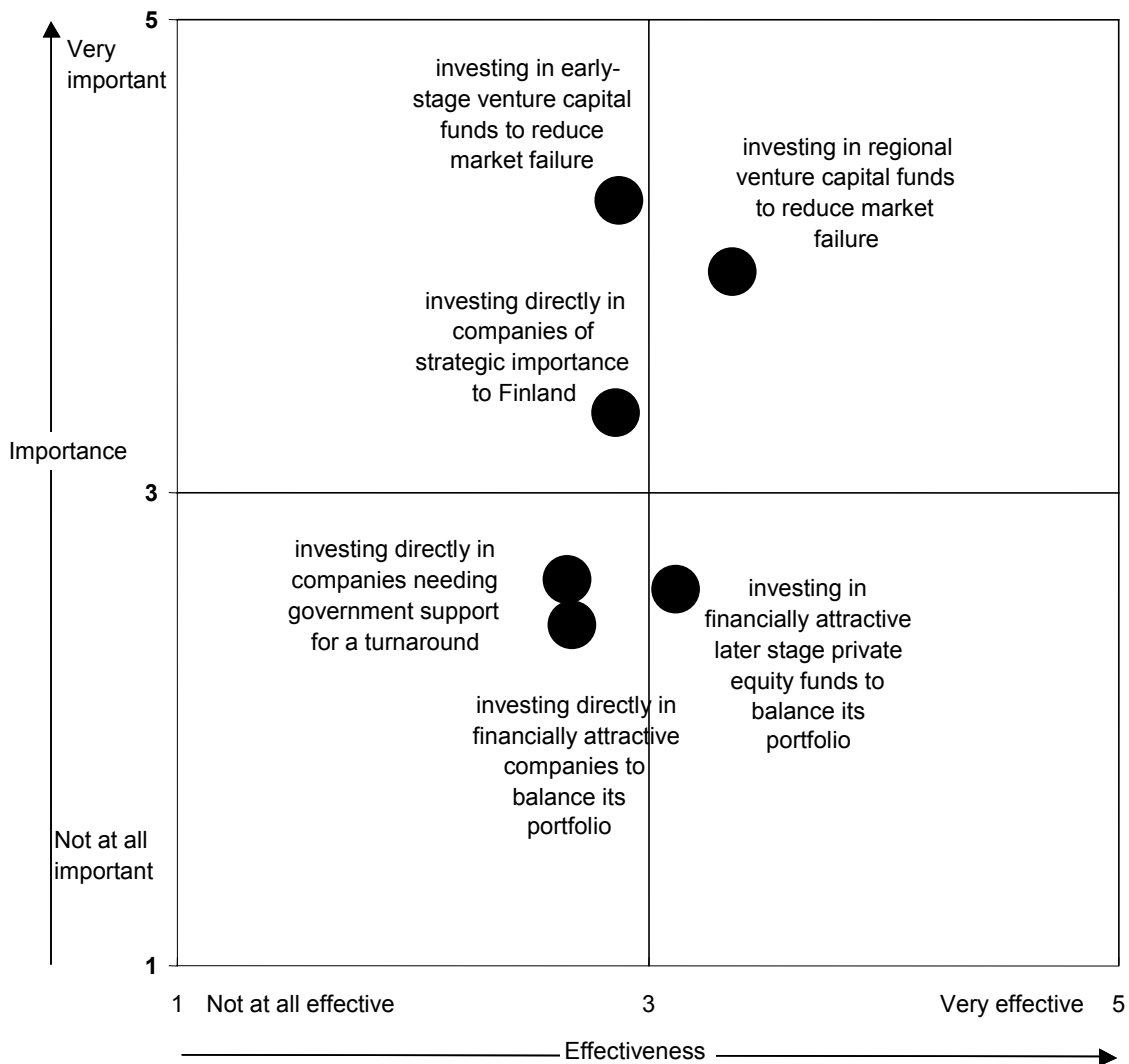 5
Very
important
investing in early-
stage venture capital
funds to reduce
market failure
investing in regional
venture capital funds
to reduce market
failure
investing directly in
companies of
strategic importance
to Finland
Importance
3
investing directly in
companies needing
government support
for a turnaround
investing in
financially attractive
later stage private
equity funds to
balance its
portfolio
investing directly in
financially attractive
companies to
balance its
portfolio
Not at all
important
1
1 Not at all effective 3 Very effective 5
Effectiveness